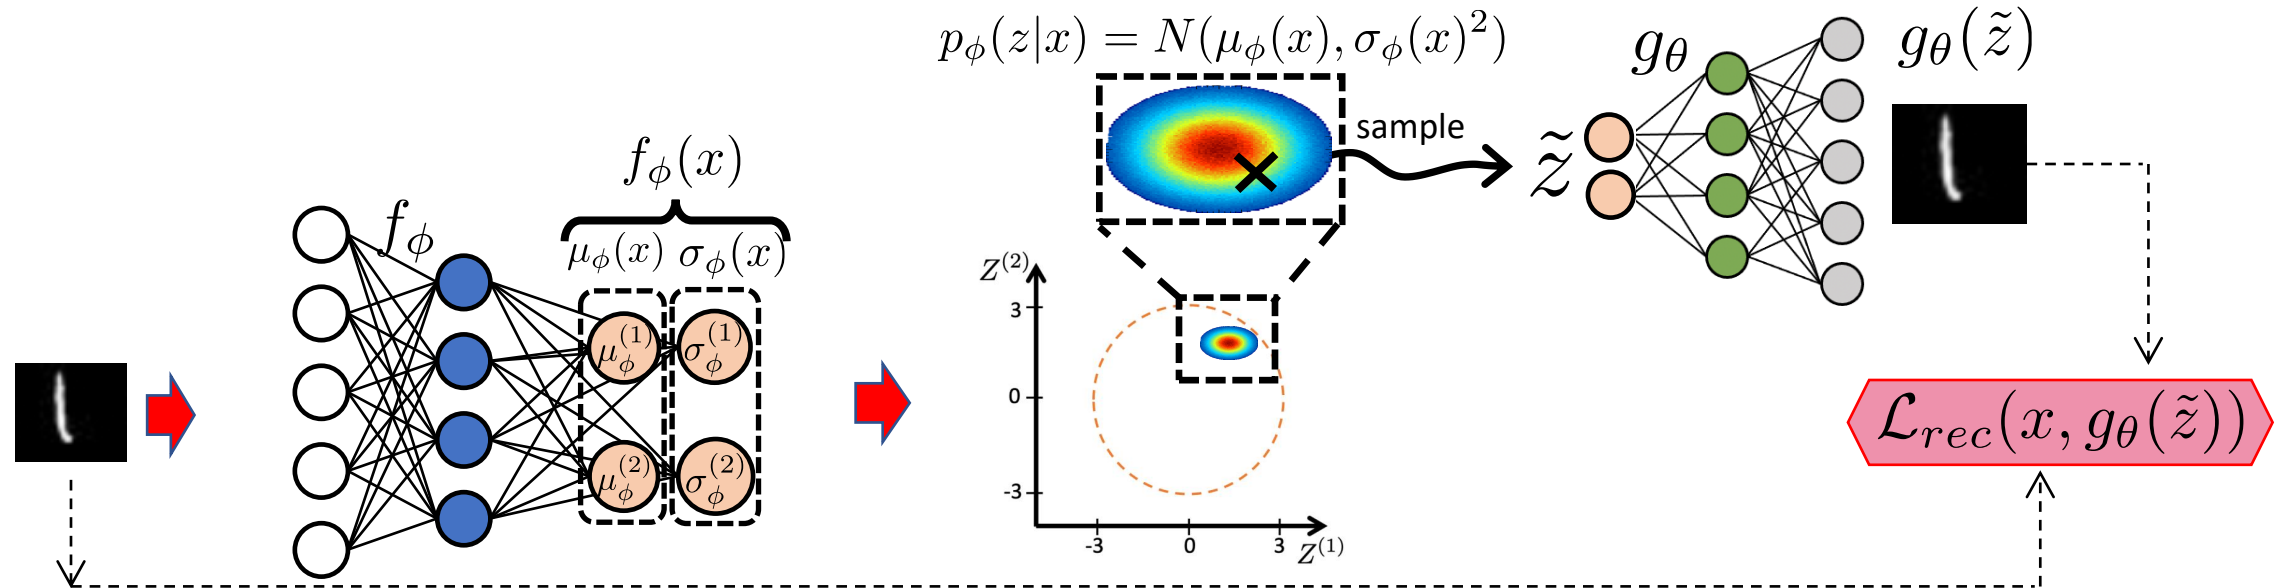 p_ϕ(z|x) = N(μ_ϕ(x), σ_ϕ(x)²)
g_θ
g_θ(z̃)
sample
z̃
f_ϕ(x)
f_ϕ
μ_ϕ(x) σ_ϕ(x)
μ_ϕ^(1) σ_ϕ^(1)
μ_ϕ^(2) σ_ϕ^(2)
Z^(2)
3
0
-3
-3 0 3 Z^(1)
ℒ_rec(x, g_θ(z̃))